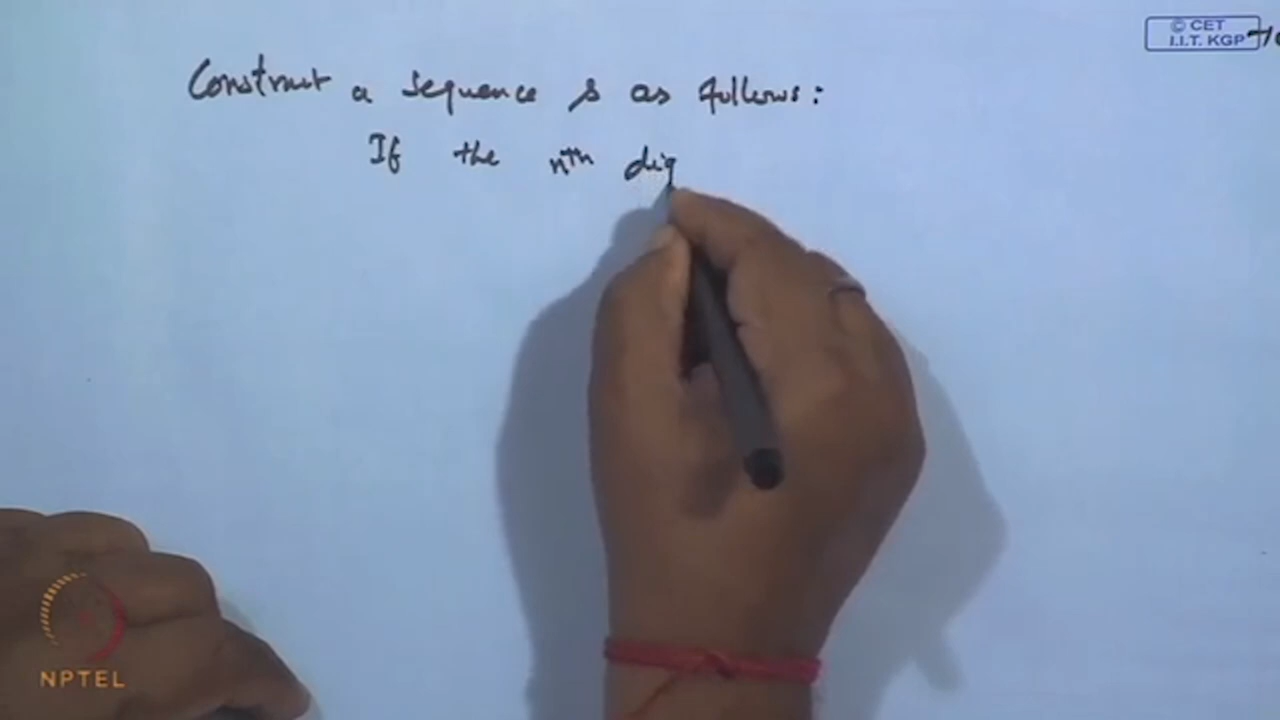 © CET
I.I.T. KGP
Construct a sequence s as follows:
If the nth dig
NPTEL